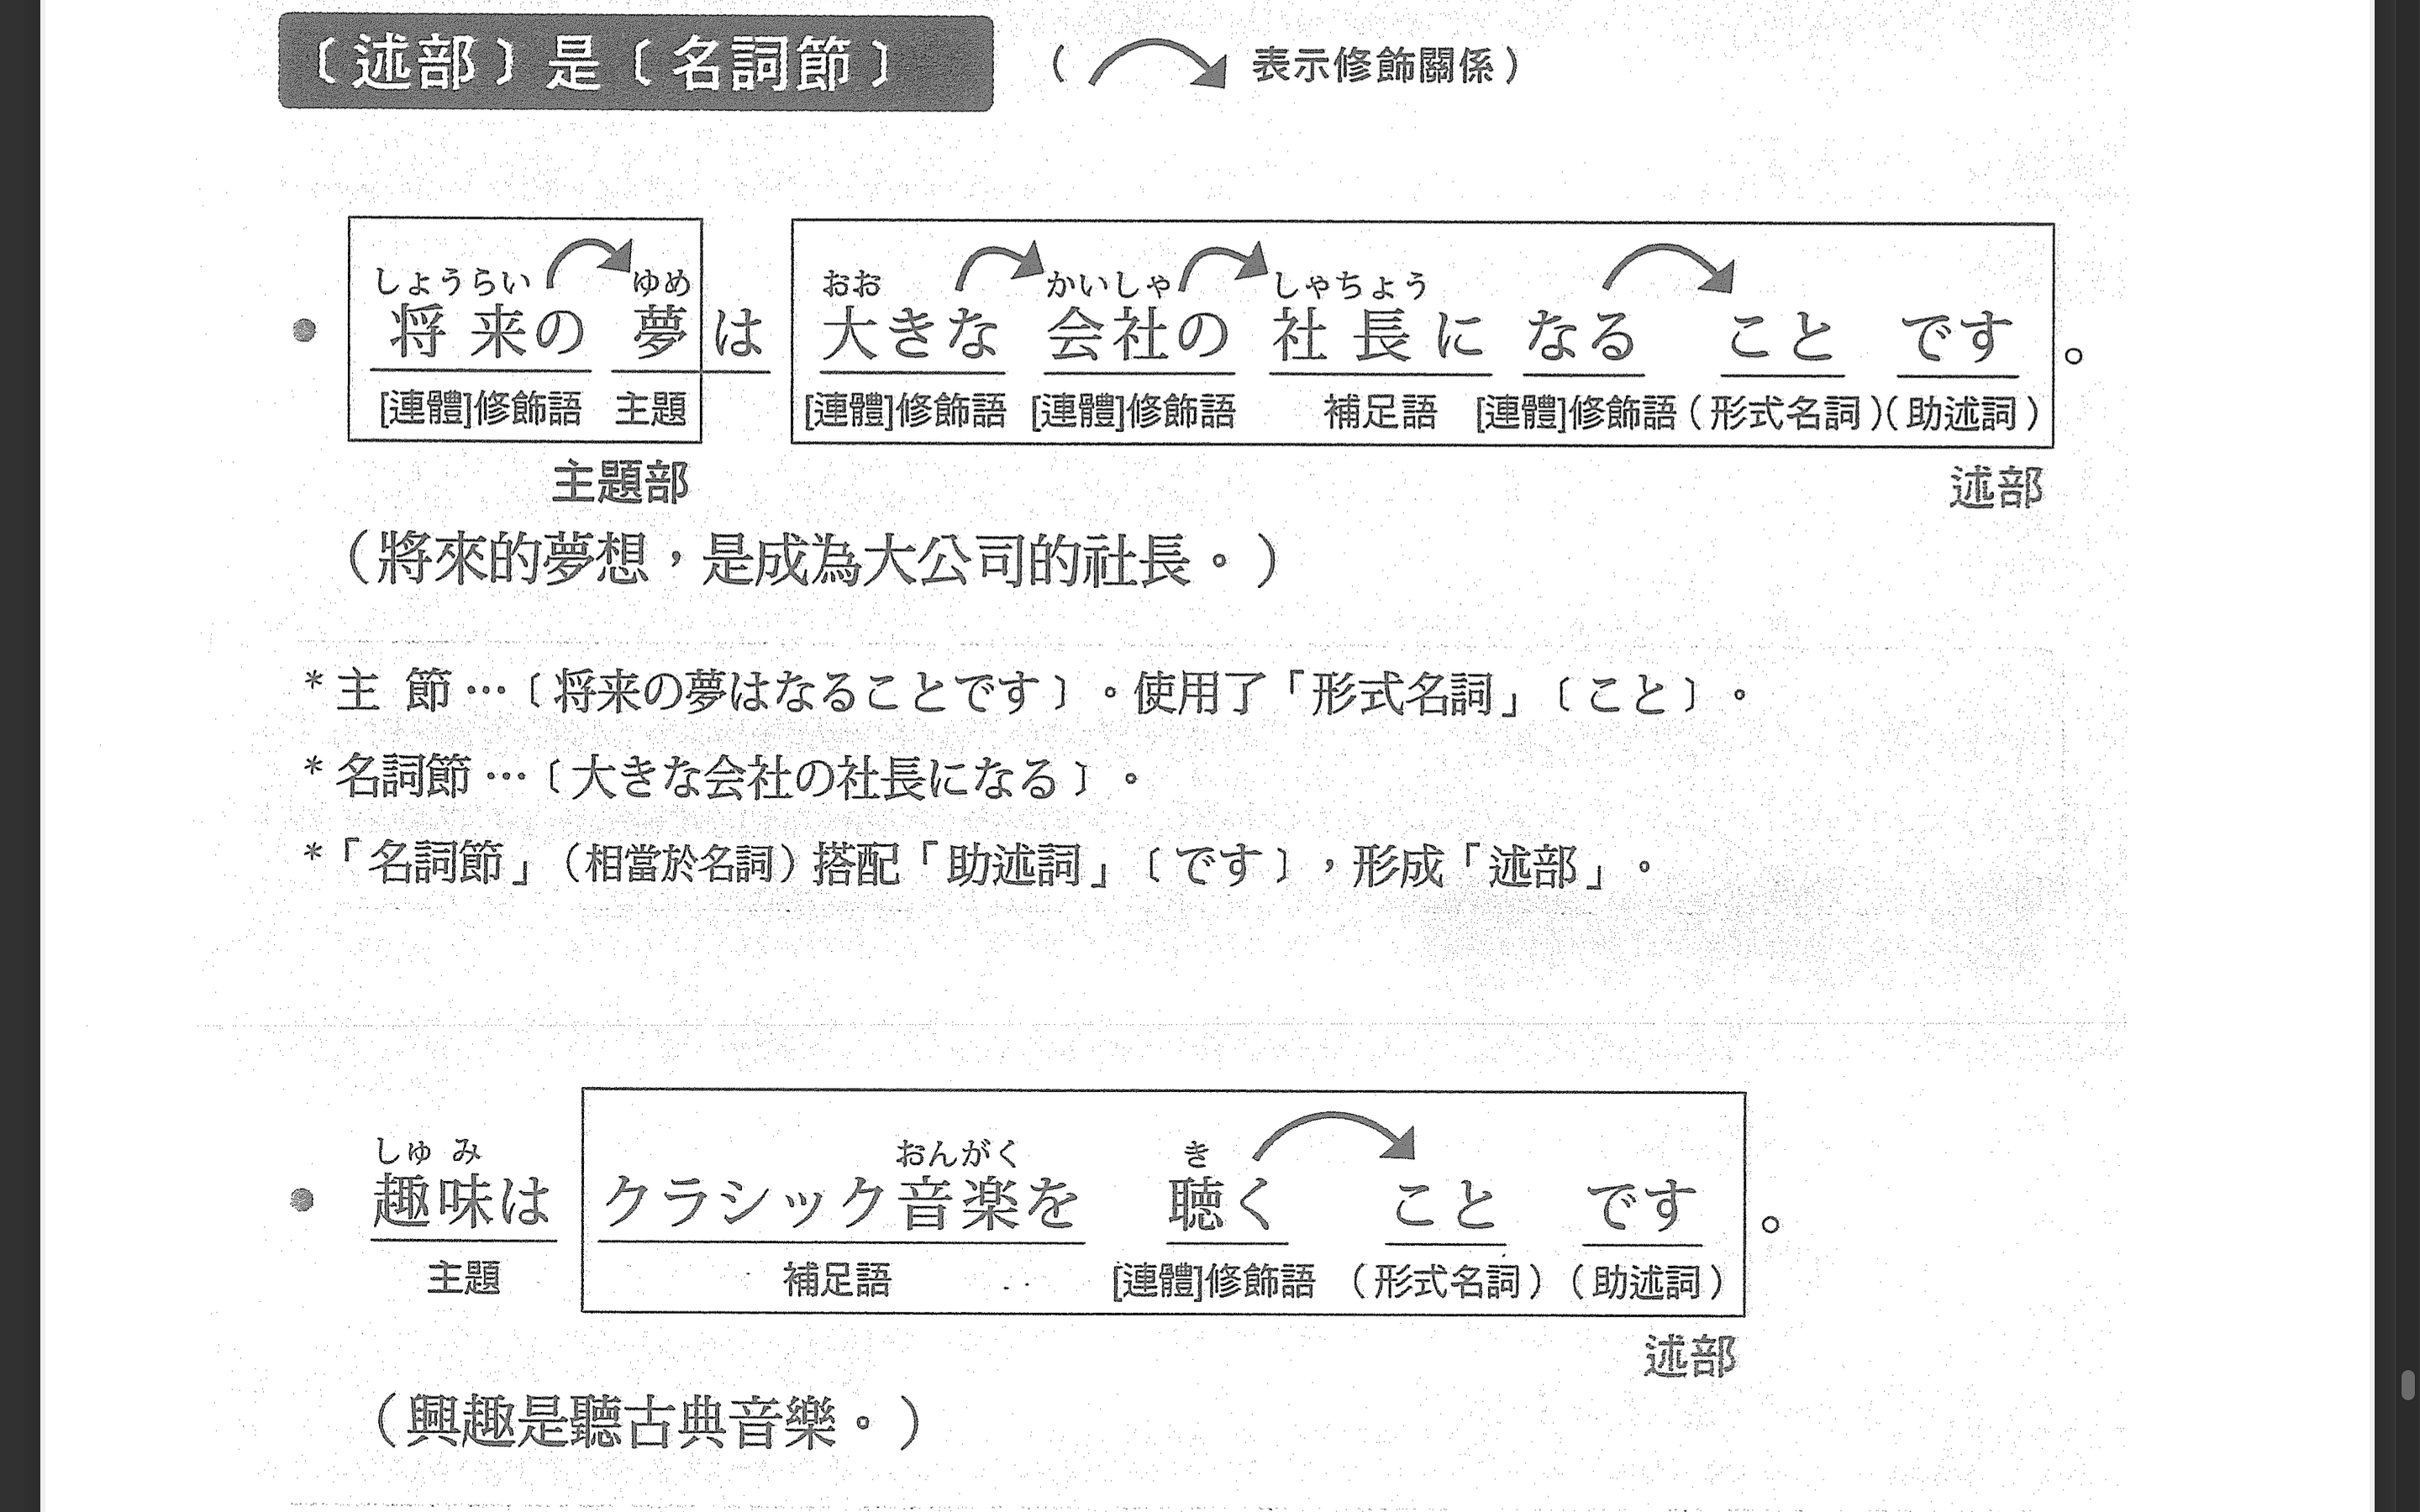 〔述部〕是〔名詞節〕 (表示修飾關係)
しょうらい ゆめ おお かいしゃ しゃちょう
● 将来の 夢は 大きな 会社の 社長に なる こと です。
[連體]修飾語 主題 [連體]修飾語 [連體]修飾語 補足語 [連體]修飾語 (形式名詞) (助述詞)
主題部 述部
(將來的夢想,是成為大公司的社長。)
*主 節…〔将来の夢はなることです〕。使用了「形式名詞」〔こと〕。
*名詞節…〔大きな会社の社長になる〕。
*「名詞節」(相當於名詞)搭配「助述詞」〔です〕,形成「述部」。
しゅ み おんがく き
● 趣味は クラシック音楽を 聴く こと です。
主題 補足語 [連體]修飾語 (形式名詞) (助述詞)
述部
(興趣是聽古典音樂。)